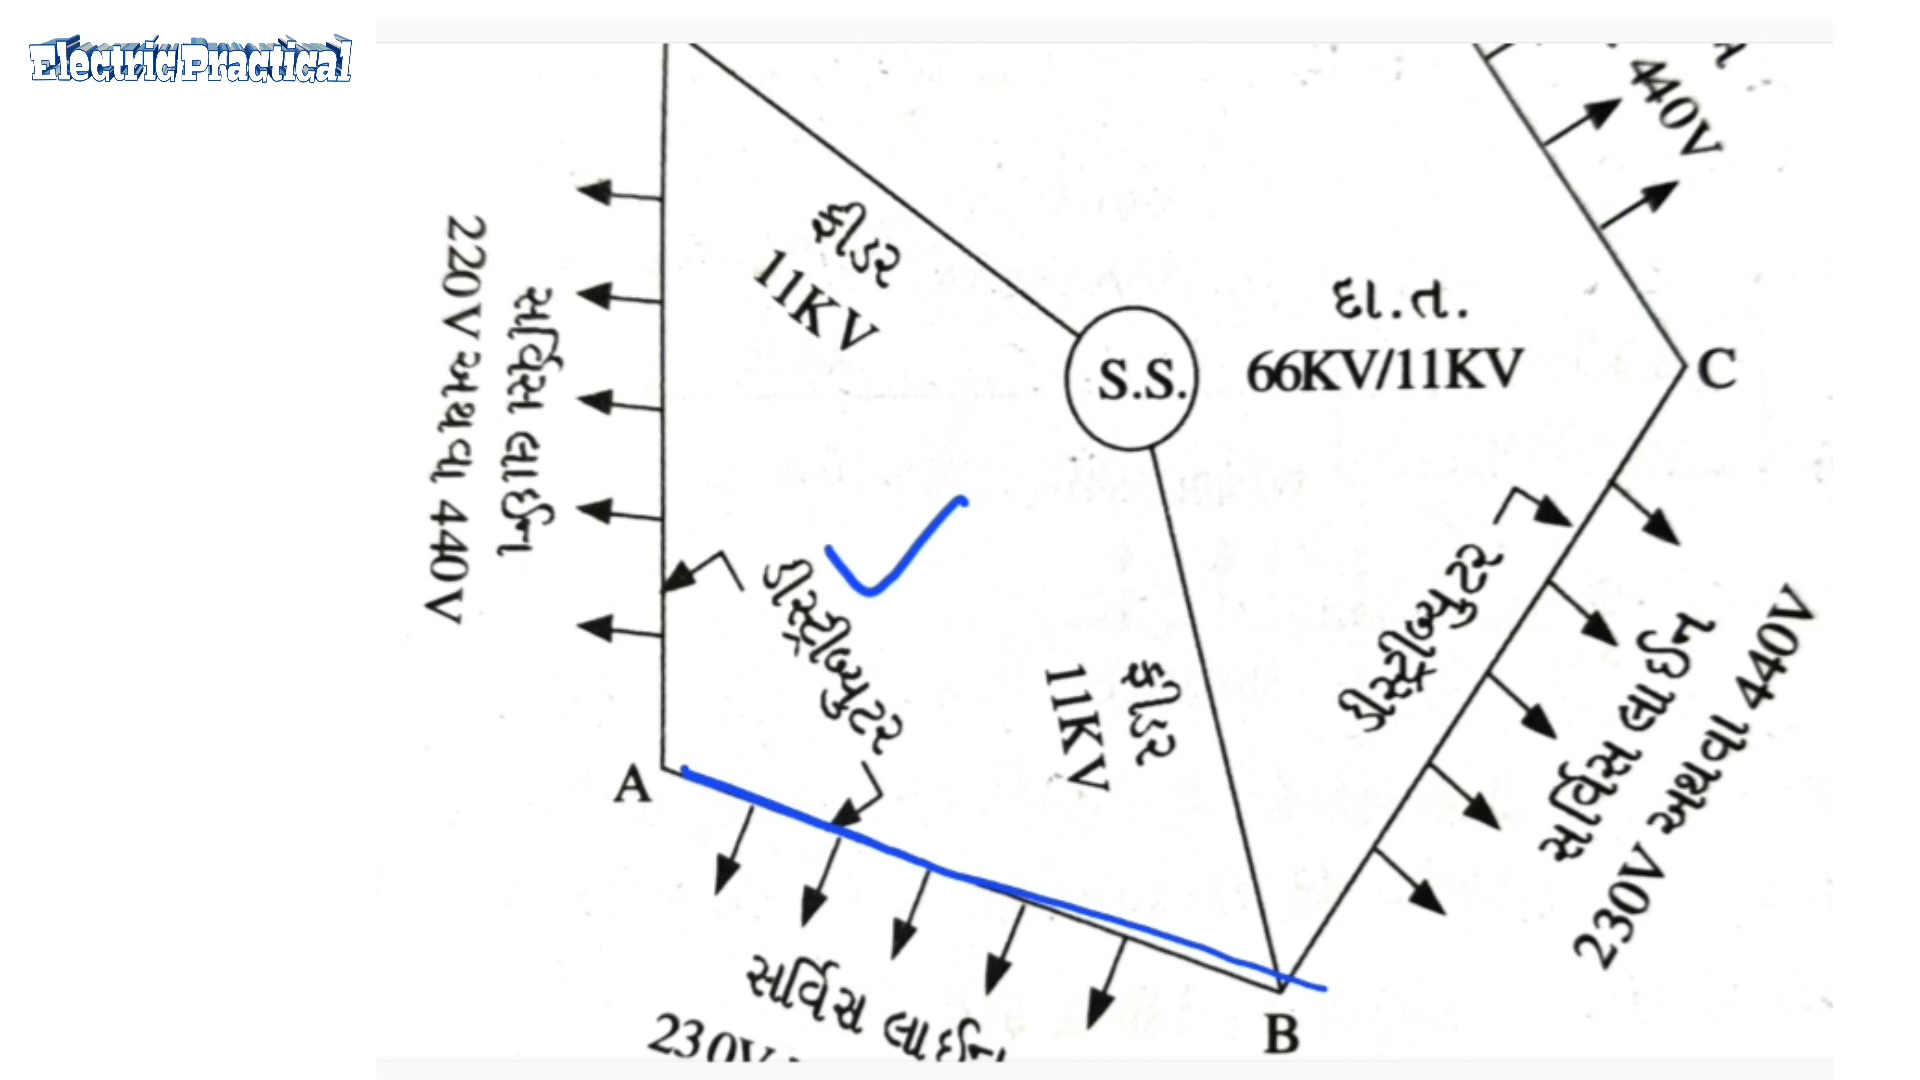 Electric Practical
440V
ફીડર
11KV
દા.ત.
66KV/11KV
S.S.
C
સર્વિસ લાઈન
220V અથવા 440V
ડીસ્ટ્રીબ્યુટર
ફીડર
11KV
ડીસ્ટ્રીબ્યુટર
સર્વિસ લાઈન
230V અથવા 440V
A
સર્વિસ લાઈન
230V
B